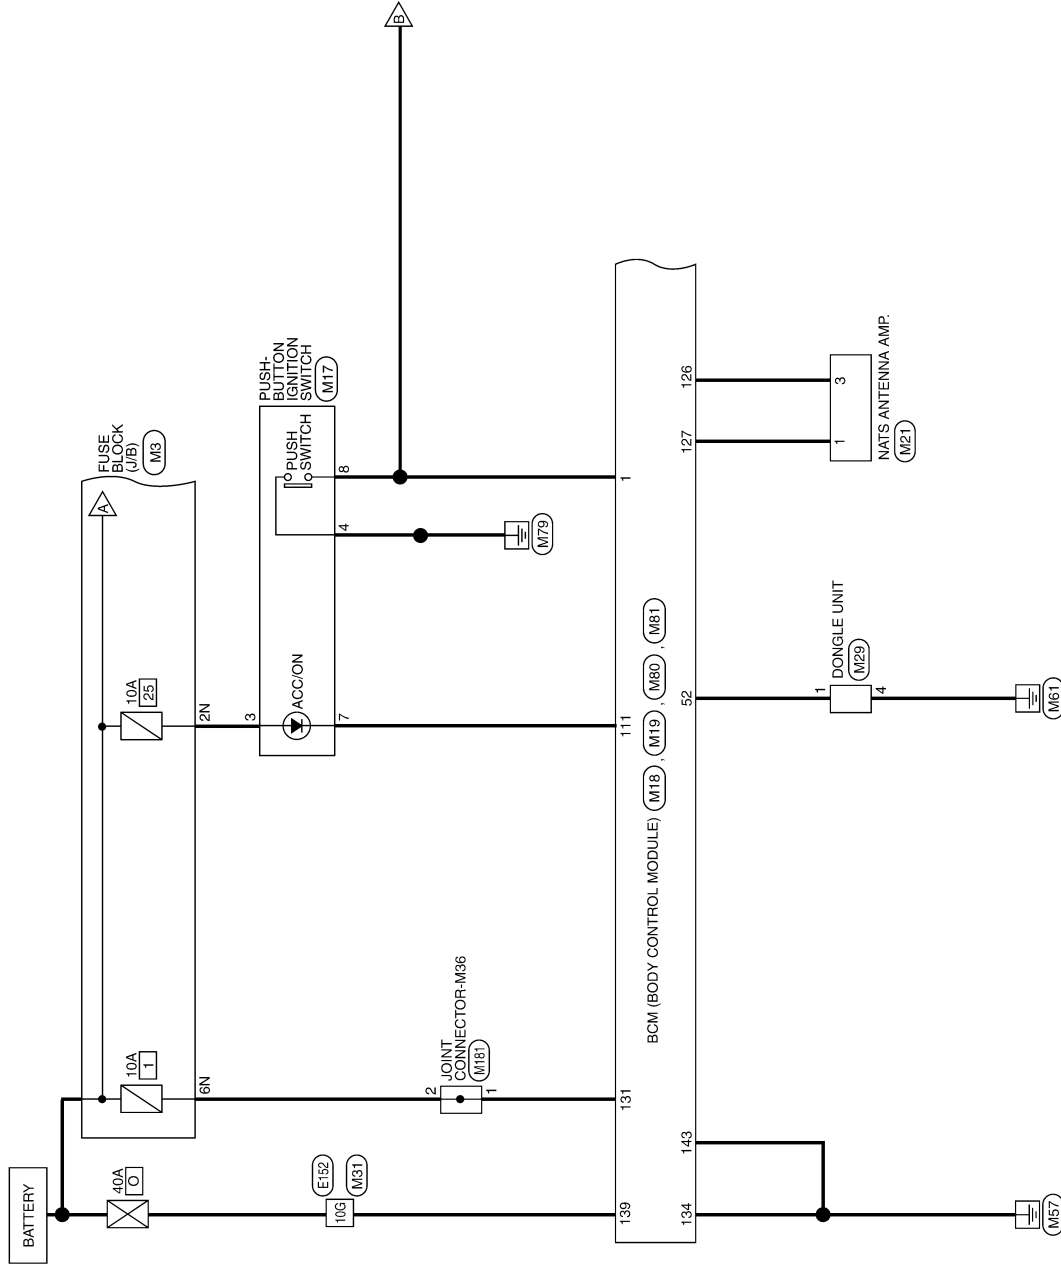 BATTERY
40A
O
E152
M31
10G
139
134
143
M57
10A
1
6N
JOINT
CONNECTOR-M36
M181
2
1
131
A
FUSE
BLOCK
(J/B)
M3
10A
25
2N
3
ACC/ON
7
111
PUSH-
BUTTON
IGNITION
SWITCH
M17
PUSH
SWITCH
4
8
M79
B
1
BCM (BODY CONTROL MODULE) M18 , M19 , M80 , M81
52
DONGLE UNIT
M29
1
4
M61
127
126
1
3
NATS ANTENNA AMP.
M21